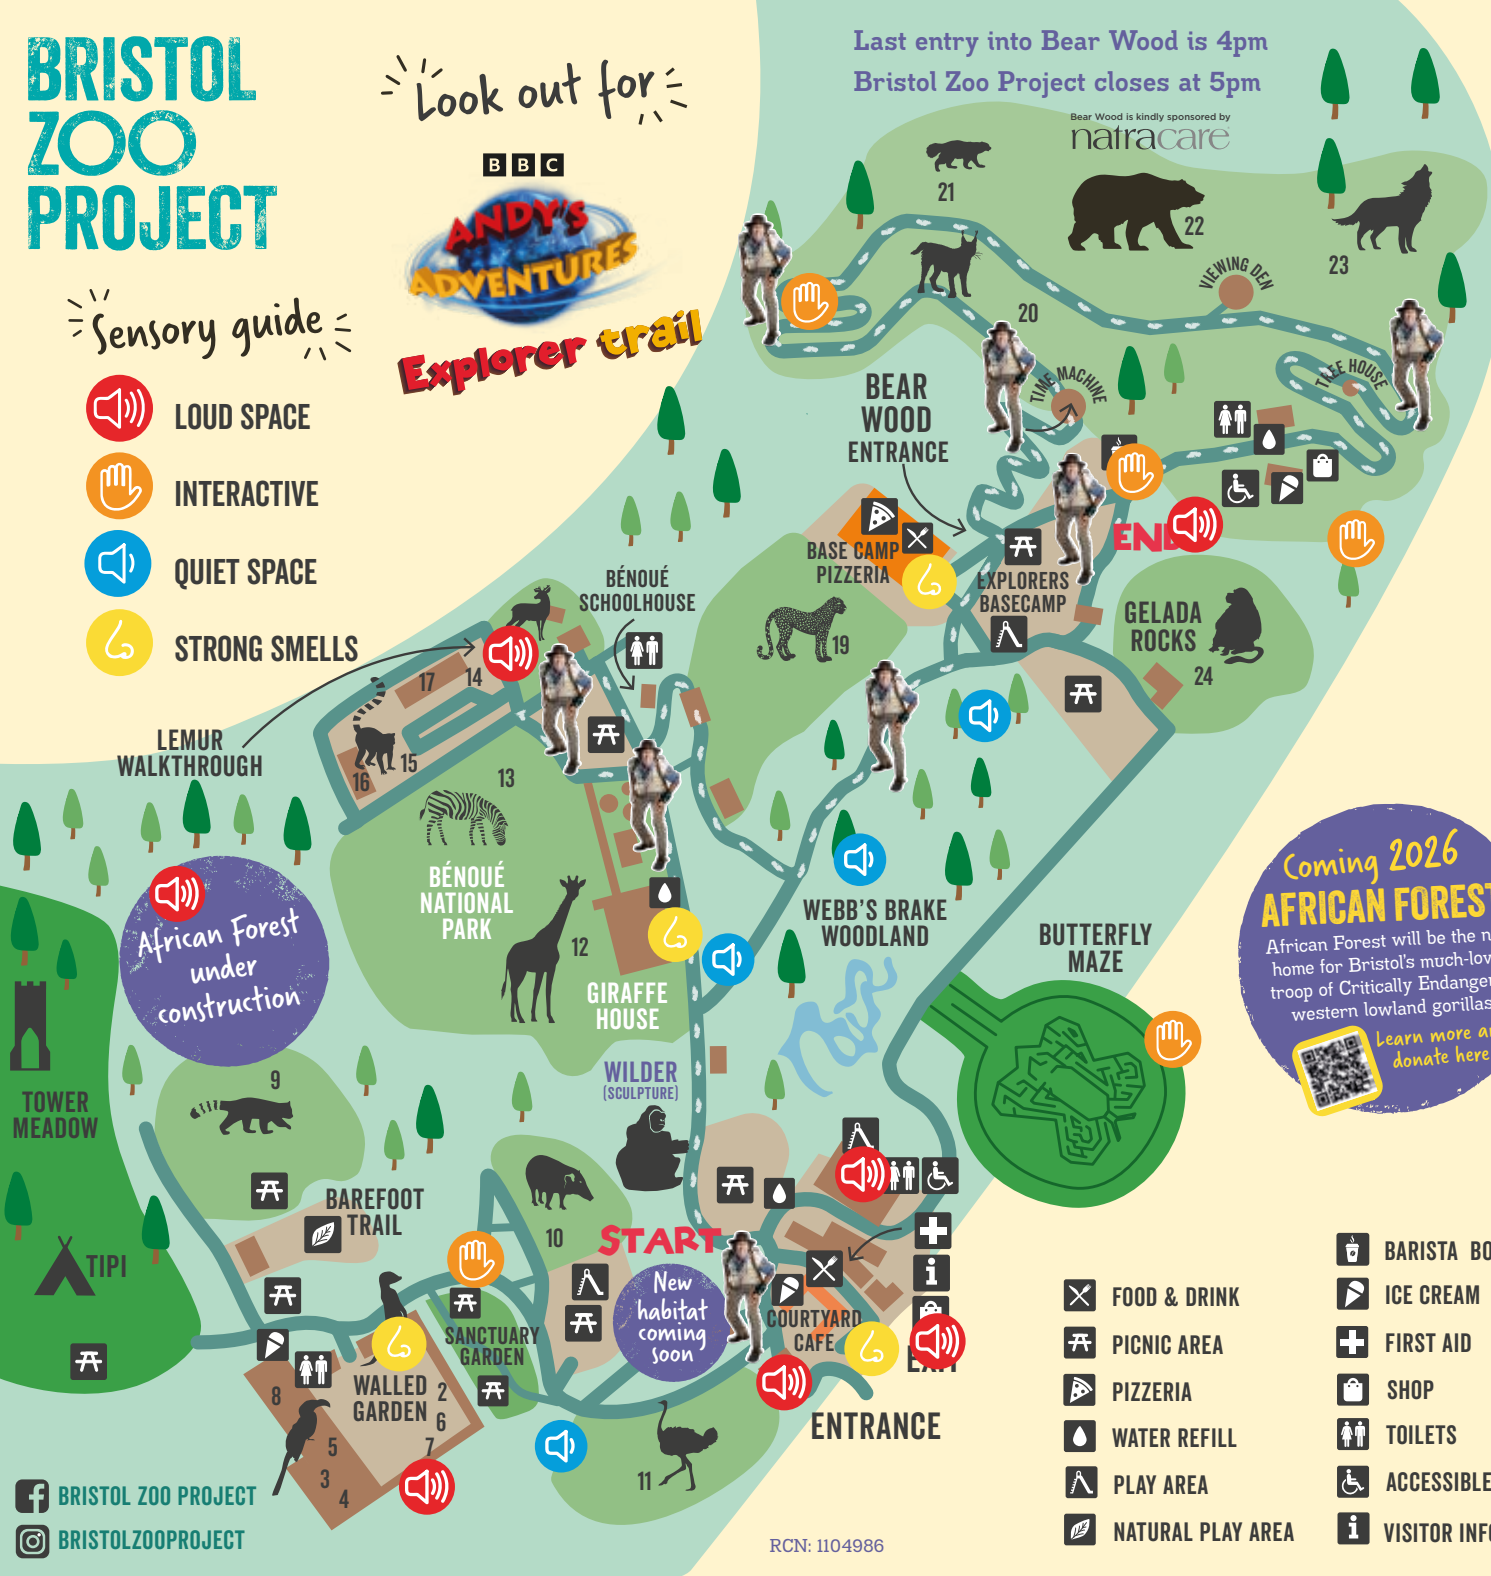 BRISTOL
ZOO
PROJECT
Look out for
BBC
ANDY'S
ADVENTURES
Explorer trail
Last entry into Bear Wood is 4pm
Bristol Zoo Project closes at 5pm
Bear Wood is kindly sponsored by
natracare
Sensory guide
LOUD SPACE
INTERACTIVE
QUIET SPACE
STRONG SMELLS
21
22
23
VIEWING DEN
20
TIME MACHINE
TREE HOUSE
BEAR
WOOD
ENTRANCE
BASE CAMP
PIZZERIA
EXPLORERS
BASECAMP
END
GELADA
ROCKS
24
19
BÉNOUÉ
SCHOOLHOUSE
LEMUR
WALKTHROUGH
17
14
16
15
13
BÉNOUÉ
NATIONAL
PARK
12
GIRAFFE
HOUSE
WEBB'S BRAKE
WOODLAND
BUTTERFLY
MAZE
Coming 2026
AFRICAN FOREST
African Forest will be the n
home for Bristol's much-lov
troop of Critically Endanger
western lowland gorillas
Learn more a
donate here
African Forest
under
construction
TOWER
MEADOW
9
WILDER
(SCULPTURE)
BAREFOOT
TRAIL
TIPI
10
START
New
habitat
coming
soon
COURTYARD
CAFE
EXIT
ENTRANCE
SANCTUARY
GARDEN
WALLED
GARDEN
2
6
7
8
5
3
4
11
BRISTOL ZOO PROJECT
BRISTOLZOOPROJECT
RCN: 1104986
FOOD & DRINK
PICNIC AREA
PIZZERIA
WATER REFILL
PLAY AREA
NATURAL PLAY AREA
BARISTA BO
ICE CREAM
FIRST AID
SHOP
TOILETS
ACCESSIBLE
VISITOR INFO